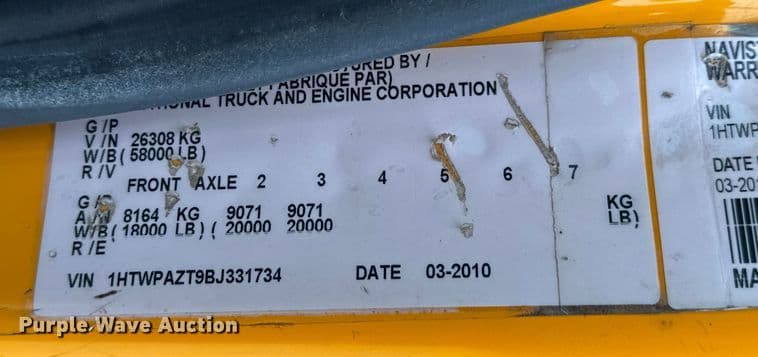 URED BY /
FABRIQUÉ PAR)
TIONAL TRUCK AND ENGINE CORPORATION
G /P
V / N 26308 KG
W/B ( 58000 LB)
R / V
FRONT AXLE 2 3 4 5 6 7
G/P
A/N 8164 KG 9071 9071 KG
W/B ( 18000 LB) ( 20000 20000 LB)
R /E
VIN 1HTWPAZT9BJ331734 DATE 03-2010
NAVIS
WARR
VIN
1HTWP
DATE
03-201
MA
Purple Wave Auction